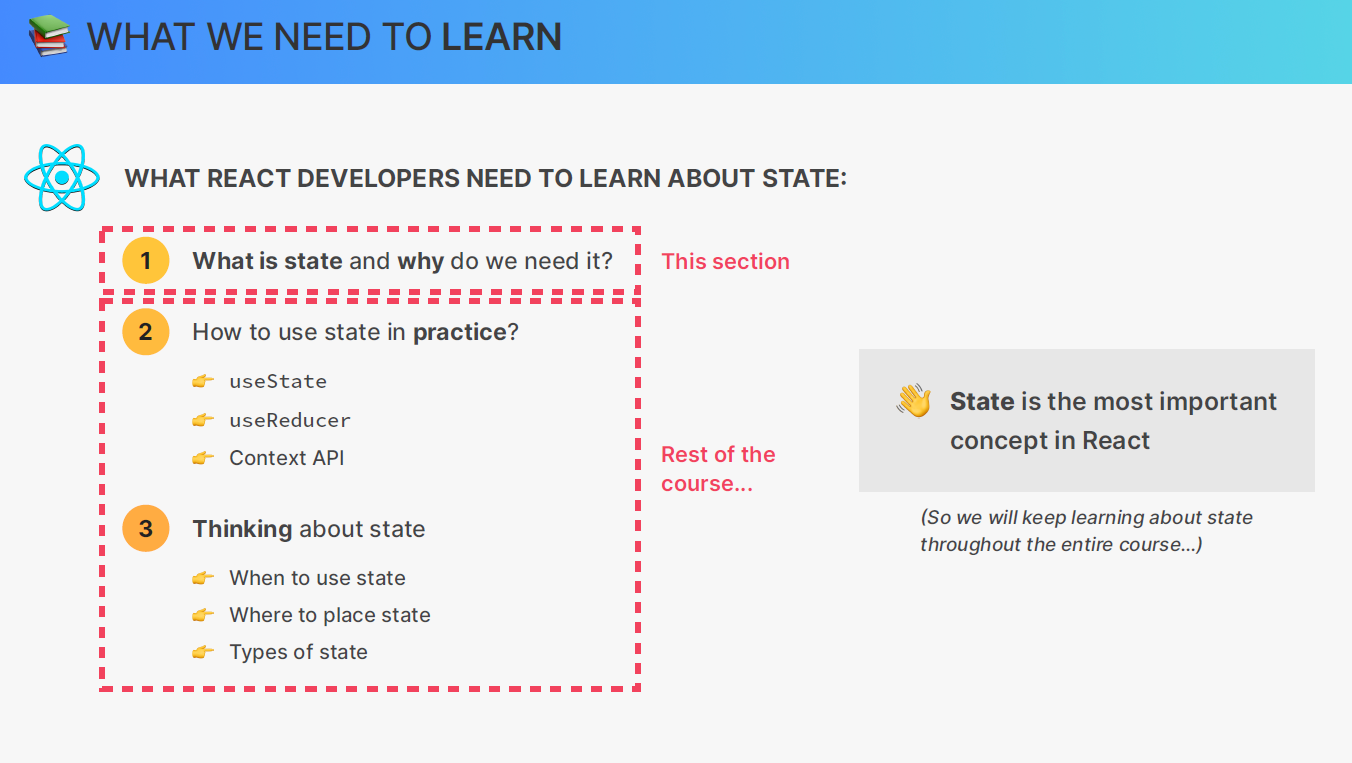 WHAT WE NEED TO LEARN
WHAT REACT DEVELOPERS NEED TO LEARN ABOUT STATE:
1 What is state and why do we need it?
This section
2 How to use state in practice?
useState
useReducer
Context API
3 Thinking about state
When to use state
Where to place state
Types of state
Rest of the
course...
State is the most important
concept in React
(So we will keep learning about state
throughout the entire course...)